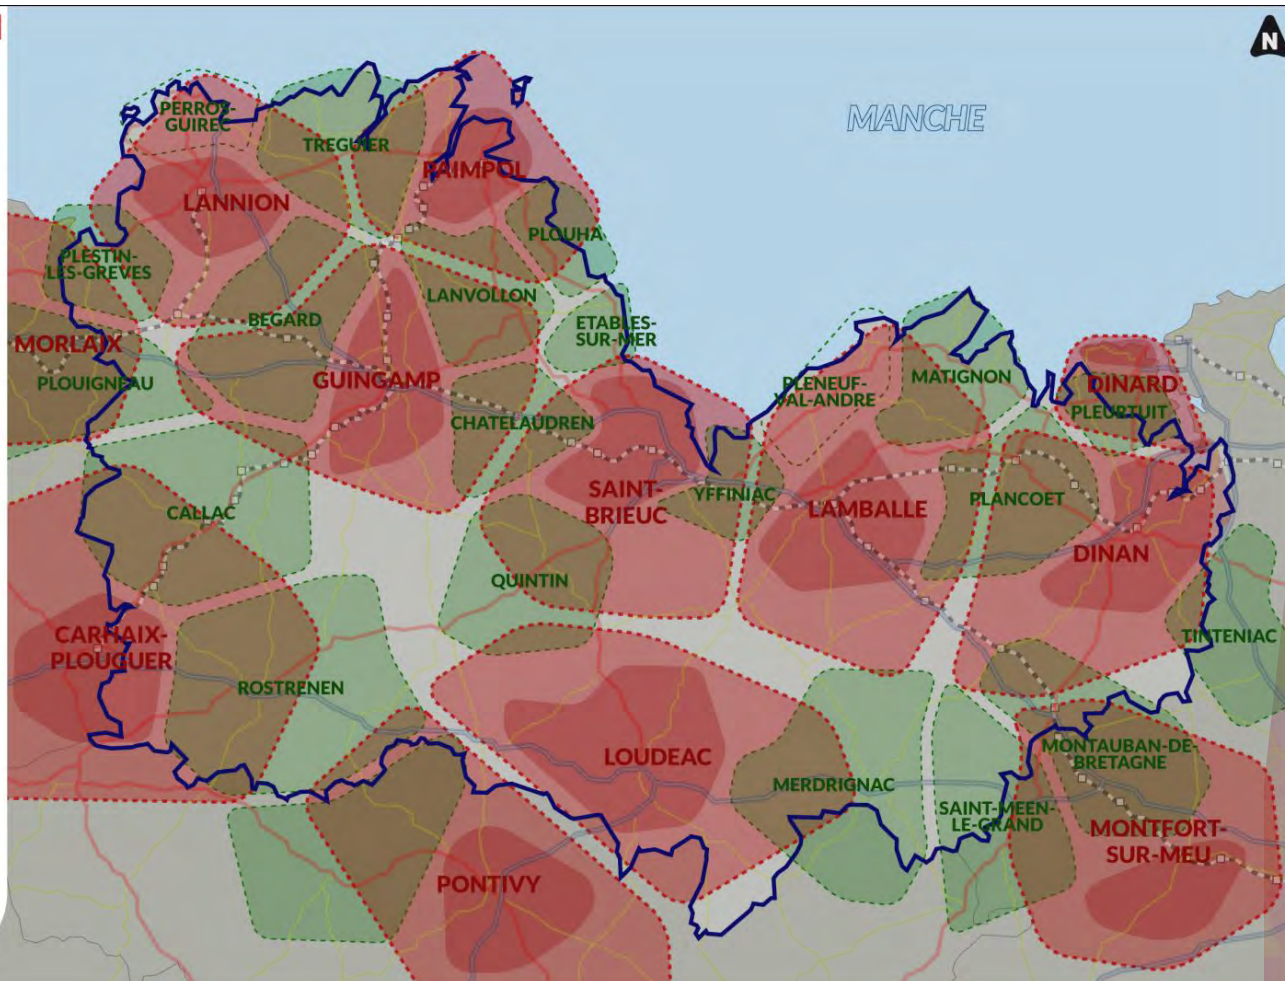 N
MANCHE
PERROS-
GUIREC
TREGUIER
PAIMPOL
LANNION
PLOUHA
PLESTIN-
LES-GREVES
LANVOLLON
BEGARD
ETABLES-
SUR-MER
MORLAIX
PLOUIGNEAU
GUINGAMP
PLENEUF-
VAL-ANDRE
MATIGNON
DINARD
PLEURTUIT
CHATELAUDREN
SAINT-
BRIEUC
YFFINIAC
LAMBALLE
PLANCOET
CALLAC
DINAN
QUINTIN
CARHAIX-
PLOUGUER
TINTENIAC
ROSTRENEN
LOUDEAC
MONTAUBAN-DE-
BRETAGNE
MERDRIGNAC
SAINT-MEEN-
LE-GRAND
MONTFORT-
SUR-MEU
PONTIVY